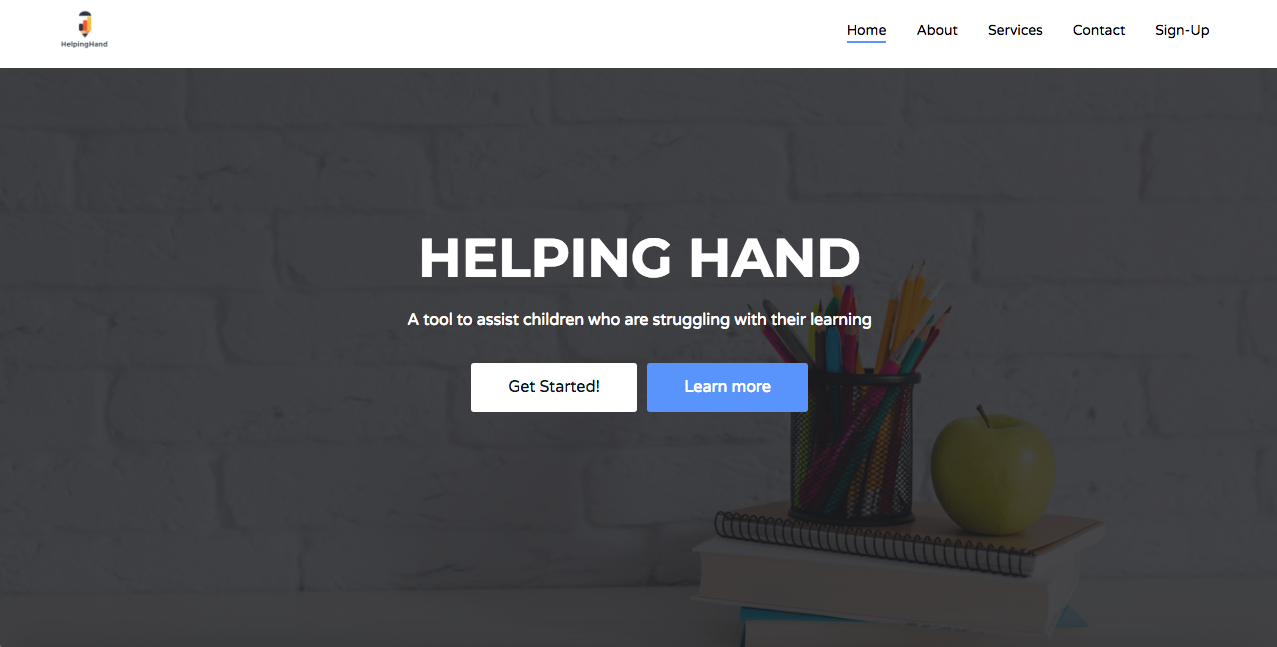 HelpingHand
Home About Services Contact Sign-Up
HELPING HAND
A tool to assist children who are struggling with their learning
Get Started! Learn more